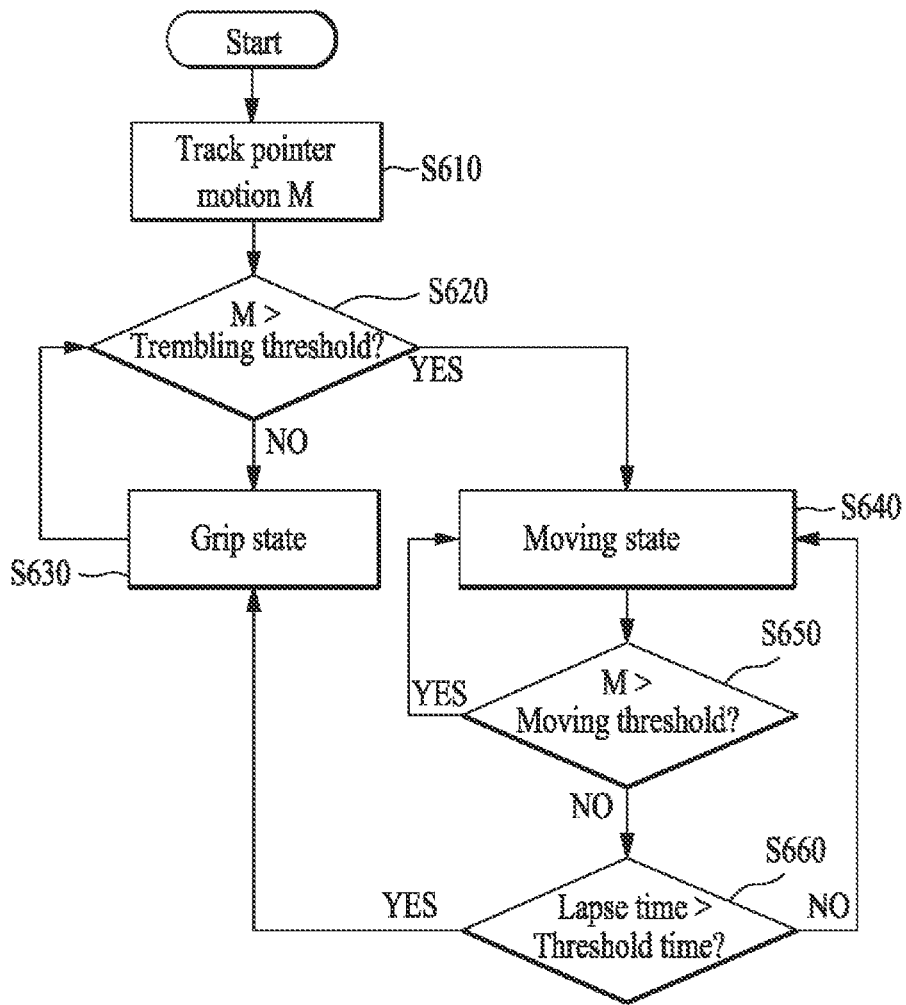 Start
Track pointer
motion M
S610
S620
M >
Trembling threshold?
YES
NO
Grip state
S630
Moving state
S640
S650
M >
Moving threshold?
YES
NO
S660
Lapse time >
Threshold time?
YES
NO